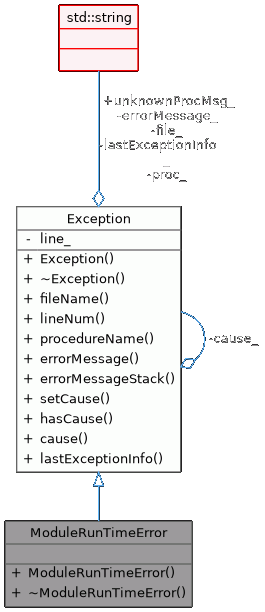 std::string
+unknownProcMsg_
-errorMessage_
-file_
-lastExceptionInfo
_
-proc_
Exception
- line_
+ Exception()
+ ~Exception()
+ fileName()
+ lineNum()
+ procedureName()
+ errorMessage()
+ errorMessageStack()
+ setCause()
+ hasCause()
+ cause()
+ lastExceptionInfo()
-cause_
ModuleRunTimeError
+ ModuleRunTimeError()
+ ~ModuleRunTimeError()